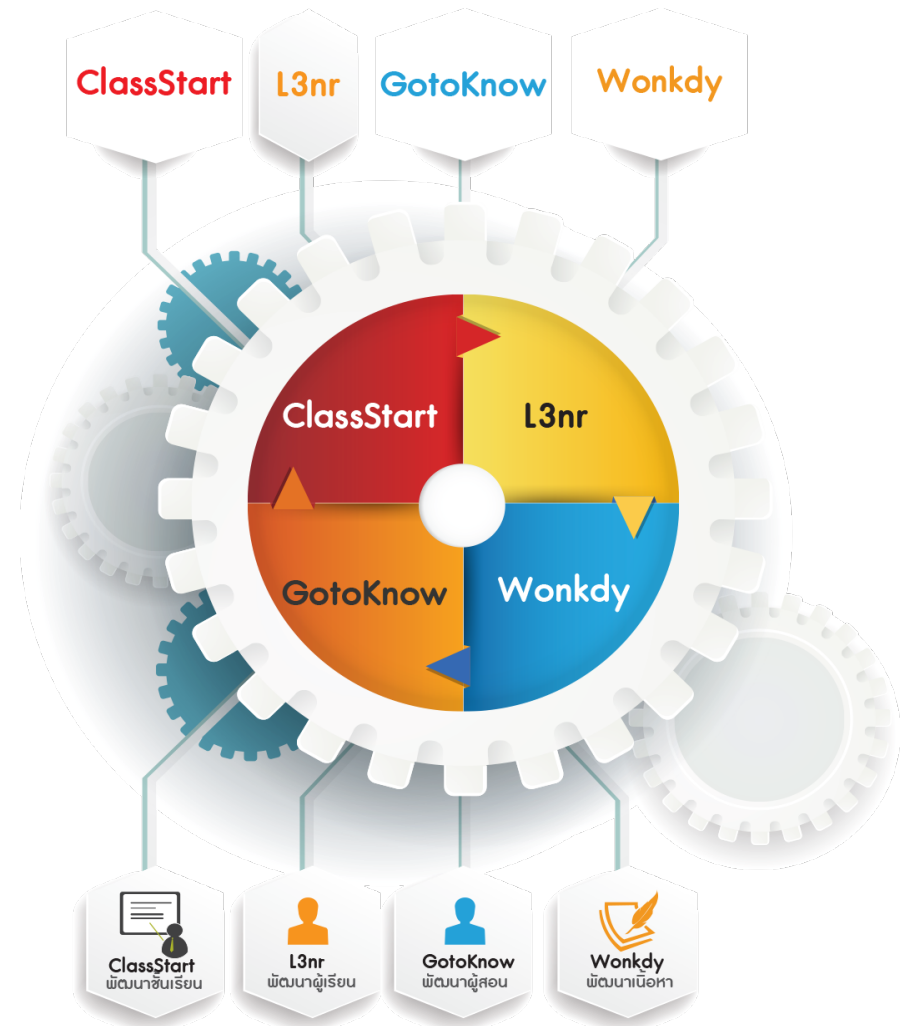 ClassStart
L3nr
GotoKnow
Wonkdy
ClassStart
L3nr
GotoKnow
Wonkdy
ClassStart
พัฒนาชั้นเรียน
L3nr
พัฒนาผู้เรียน
GotoKnow
พัฒนาผู้สอน
Wonkdy
พัฒนาเนื้อหา